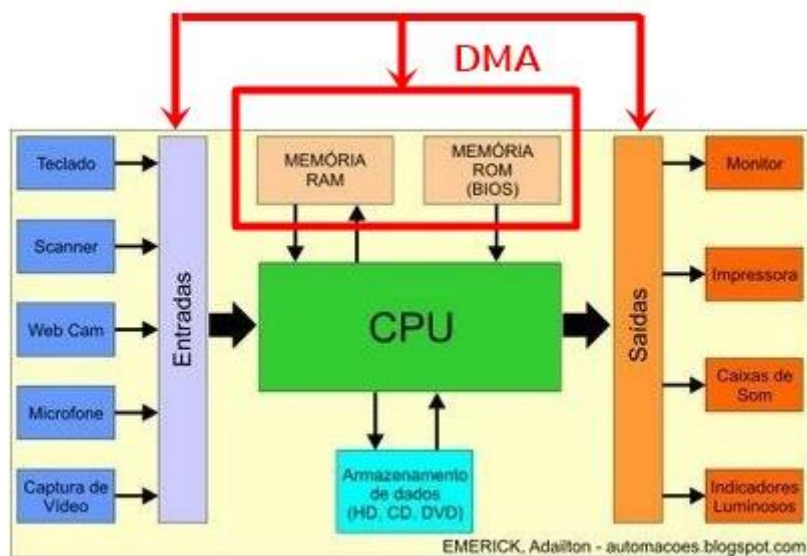 DMA
Teclado
Scanner
Web Cam
Microfone
Captura de
Vídeo
Entradas
MEMÓRIA
RAM
MEMÓRIA
ROM
(BIOS)
CPU
Armazenamento
de dados
(HD, CD, DVD)
Saídas
Monitor
Impressora
Caixas de
Som
Indicadores
Luminosos
EMERICK, Adailton - automacoes.blogspot.com